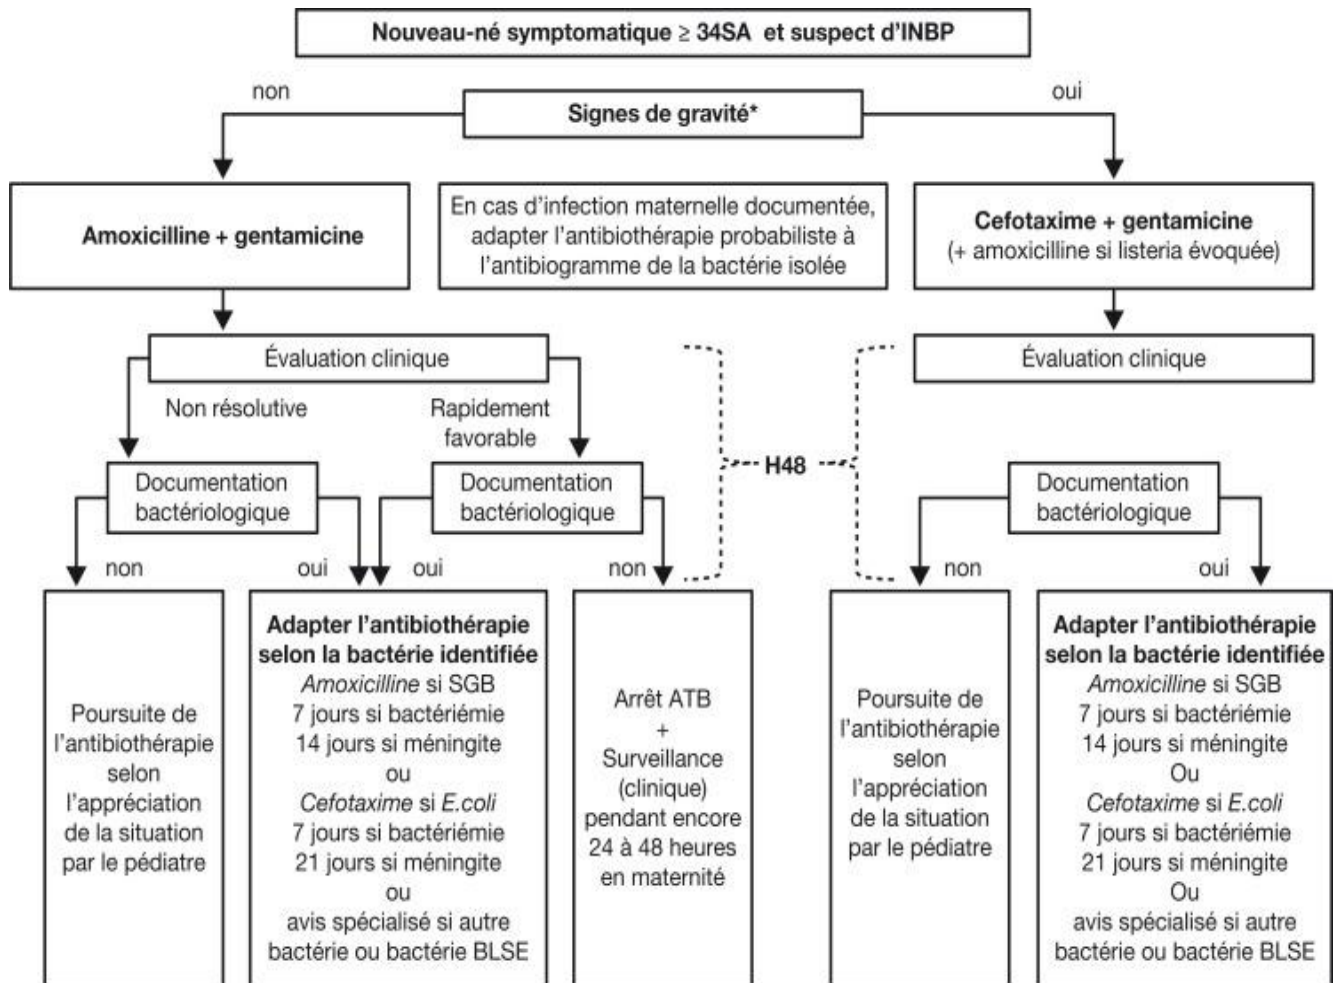 Nouveau-né symptomatique ≥ 34SA et suspect d'INBP
non
oui
Signes de gravité*
Amoxicilline + gentamicine
En cas d'infection maternelle documentée,
adapter l'antibiothérapie probabiliste à
l'antibiogramme de la bactérie isolée
Cefotaxime + gentamicine
(+ amoxicilline si listeria évoquée)
Évaluation clinique
Évaluation clinique
Non résolutive
Rapidement
favorable
H48
Documentation
bactériologique
Documentation
bactériologique
Documentation
bactériologique
non
oui
oui
non
non
oui
Poursuite de
l'antibiothérapie
selon
l'appréciation
de la situation
par le pédiatre
Adapter l'antibiothérapie
selon la bactérie identifiée
Amoxicilline si SGB
7 jours si bactériémie
14 jours si méningite
ou
Cefotaxime si E.coli
7 jours si bactériémie
21 jours si méningite
ou
avis spécialisé si autre
bactérie ou bactérie BLSE
Arrêt ATB
+
Surveillance
(clinique)
pendant encore
24 à 48 heures
en maternité
Poursuite de
l'antibiothérapie
selon
l'appréciation
de la situation
par le pédiatre
Adapter l'antibiothérapie
selon la bactérie identifiée
Amoxicilline si SGB
7 jours si bactériémie
14 jours si méningite
Ou
Cefotaxime si E.coli
7 jours si bactériémie
21 jours si méningite
Ou
avis spécialisé si autre
bactérie ou bactérie BLSE